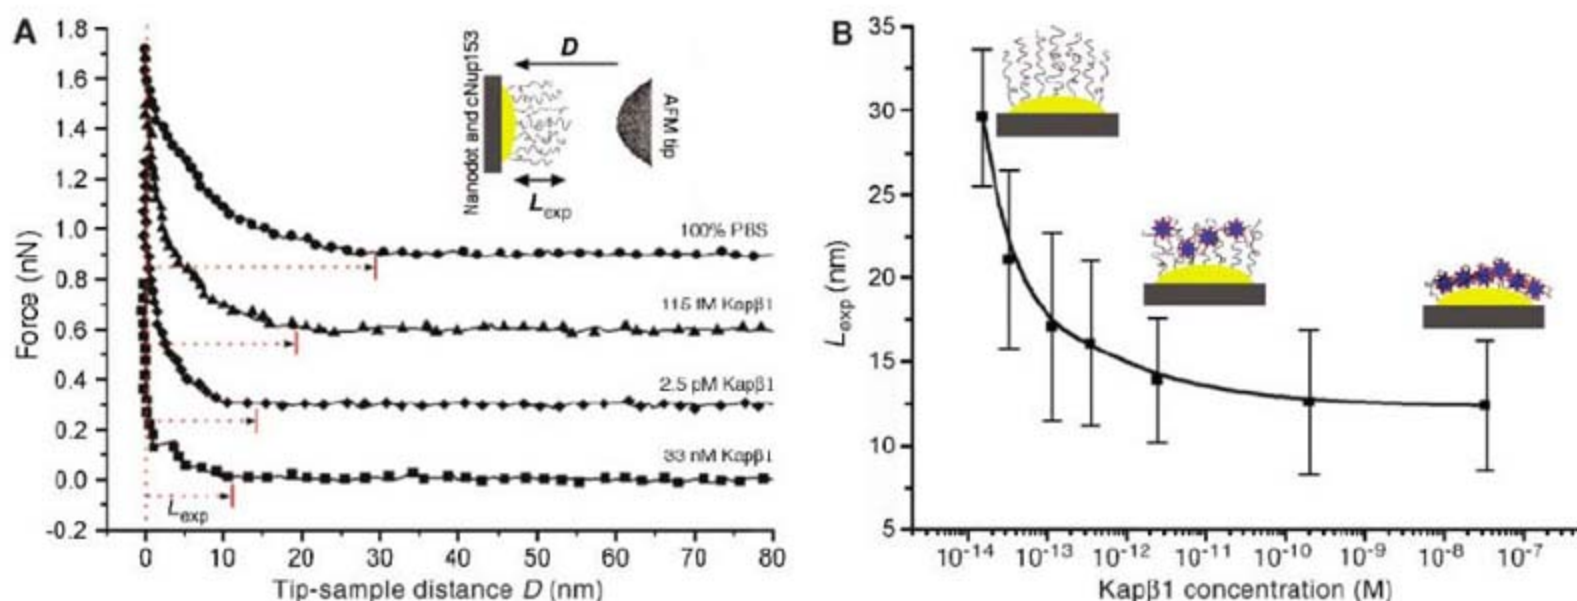 A
1.8
1.6
1.4
1.2
1.0
0.8
0.6
0.4
0.2
0.0
-0.2
Force (nN)
Nanodot and cNup153
D
AFM tip
Lexp
100% PBS
115 fM Kapβ1
2.5 pM Kapβ1
33 nM Kapβ1
Lexp
0 10 20 30 40 50 60 70 80
Tip-sample distance D (nm)
B
35
30
25
20
15
10
5
Lexp (nm)
10-14 10-13 10-12 10-11 10-10 10-9 10-8 10-7
Kapβ1 concentration (M)